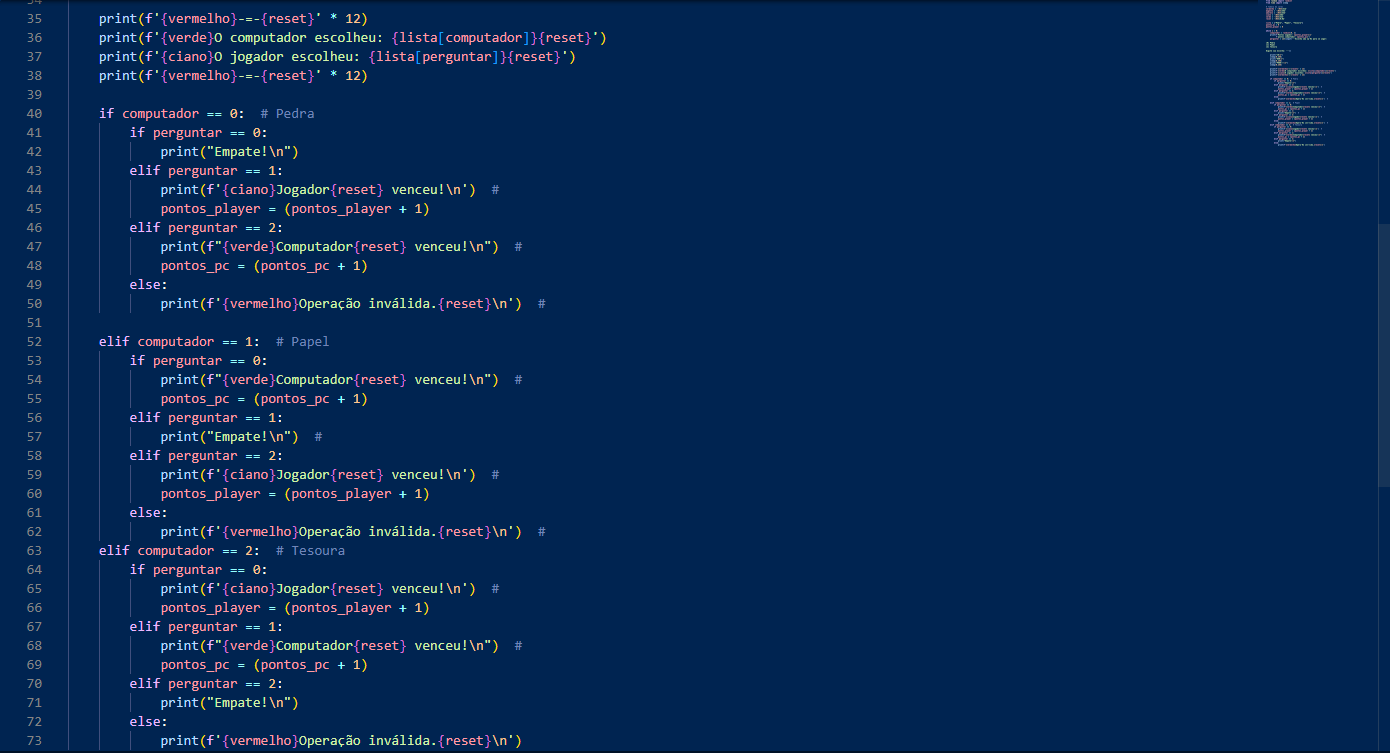 35 print(f'{vermelho}-=-{reset}' * 12)
36 print(f'{verde}O computador escolheu: {lista[computador]}{reset}')
37 print(f'{ciano}O jogador escolheu: {lista[perguntar]}{reset}')
38 print(f'{vermelho}-=-{reset}' * 12)
39
40 if computador == 0:  # Pedra
41 if perguntar == 0:
42 print("Empate!\n")
43 elif perguntar == 1:
44 print(f'{ciano}Jogador{reset} venceu!\n')  #
45 pontos_player = (pontos_player + 1)
46 elif perguntar == 2:
47 print(f"{verde}Computador{reset} venceu!\n")  #
48 pontos_pc = (pontos_pc + 1)
49 else:
50 print(f'{vermelho}Operação inválida.{reset}\n')  #
51
52 elif computador == 1:  # Papel
53 if perguntar == 0:
54 print(f"{verde}Computador{reset} venceu!\n")  #
55 pontos_pc = (pontos_pc + 1)
56 elif perguntar == 1:
57 print("Empate!\n")  #
58 elif perguntar == 2:
59 print(f'{ciano}Jogador{reset} venceu!\n')  #
60 pontos_player = (pontos_player + 1)
61 else:
62 print(f'{vermelho}Operação inválida.{reset}\n')  #
63 elif computador == 2:  # Tesoura
64 if perguntar == 0:
65 print(f'{ciano}Jogador{reset} venceu!\n')  #
66 pontos_player = (pontos_player + 1)
67 elif perguntar == 1:
68 print(f"{verde}Computador{reset} venceu!\n")  #
69 pontos_pc = (pontos_pc + 1)
70 elif perguntar == 2:
71 print("Empate!\n")
72 else:
73 print(f'{vermelho}Operação inválida.{reset}\n')